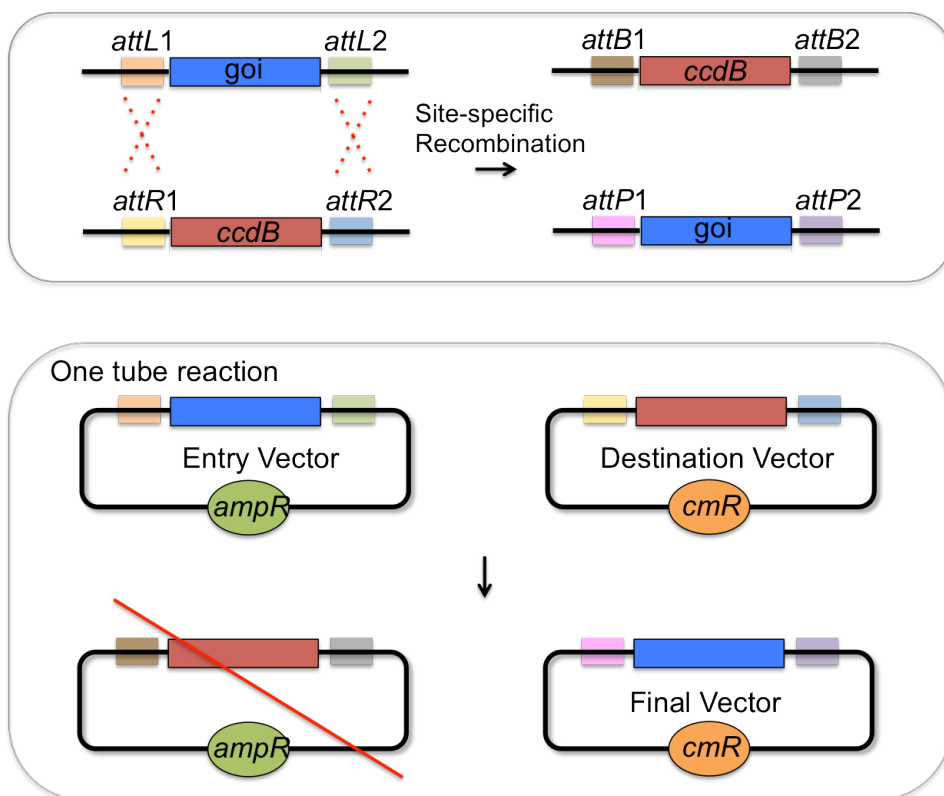 attL1 attL2 attB1 attB2
goi ccdB
Site-specific
Recombination
attR1 attR2 attP1 attP2
ccdB goi
One tube reaction
Entry Vector Destination Vector
ampR cmR
Final Vector
ampR cmR